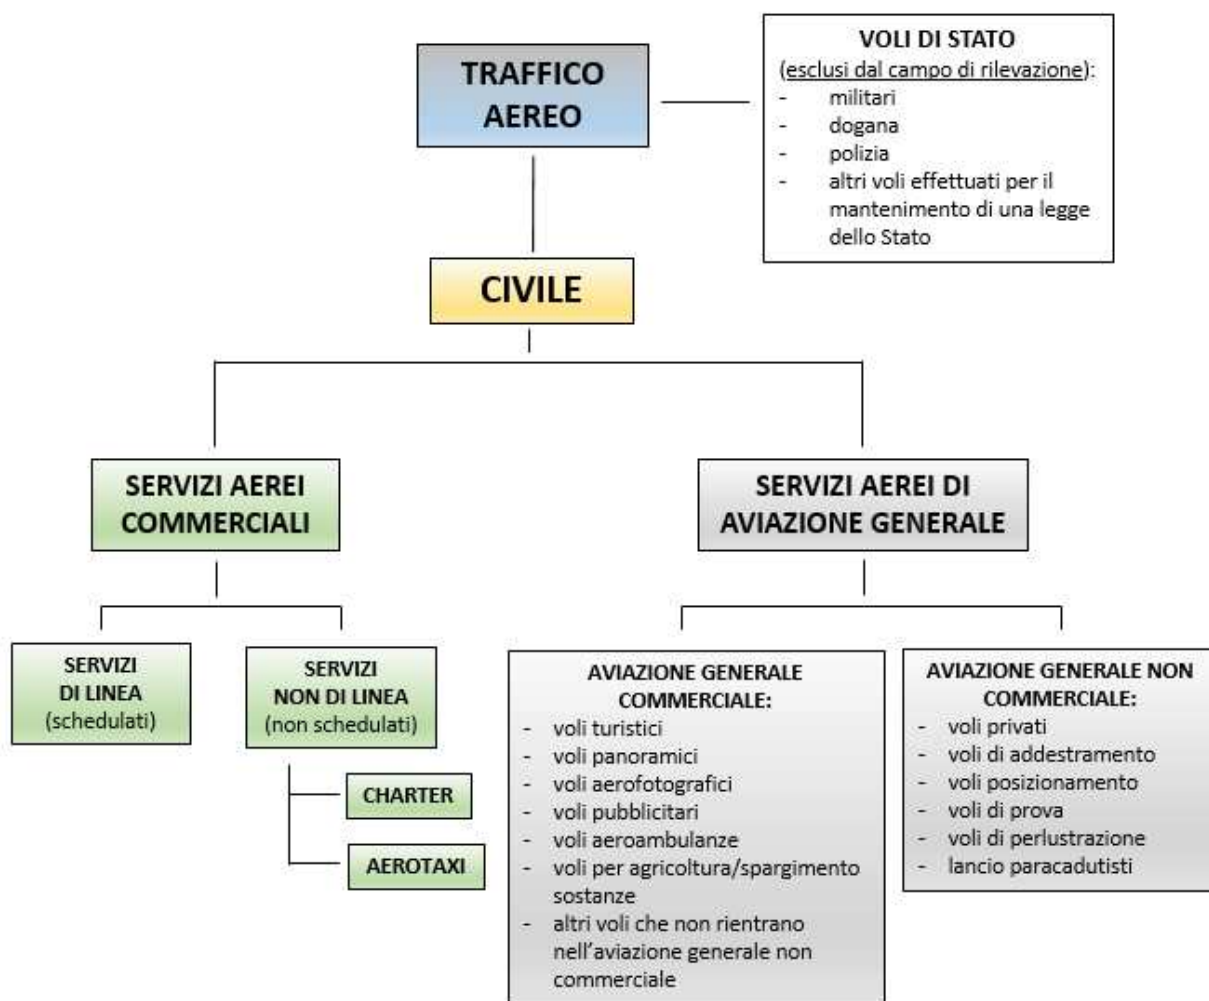 TRAFFICO
AEREO
VOLI DI STATO
(esclusi dal campo di rilevazione):
- militari
- dogana
- polizia
- altri voli effettuati per il
mantenimento di una legge
dello Stato
CIVILE
SERVIZI AEREI
COMMERCIALI
SERVIZI AEREI DI
AVIAZIONE GENERALE
SERVIZI
DI LINEA
(schedulati)
SERVIZI
NON DI LINEA
(non schedulati)
CHARTER
AEROTAXI
AVIAZIONE GENERALE
COMMERCIALE:
- voli turistici
- voli panoramici
- voli aerofotografici
- voli pubblicitari
- voli aeroambulanze
- voli per agricoltura/spargimento
sostanze
- altri voli che non rientrano
nell’aviazione generale non
commerciale
AVIAZIONE GENERALE NON
COMMERCIALE:
- voli privati
- voli di addestramento
- voli posizionamento
- voli di prova
- voli di perlustrazione
- lancio paracadutisti